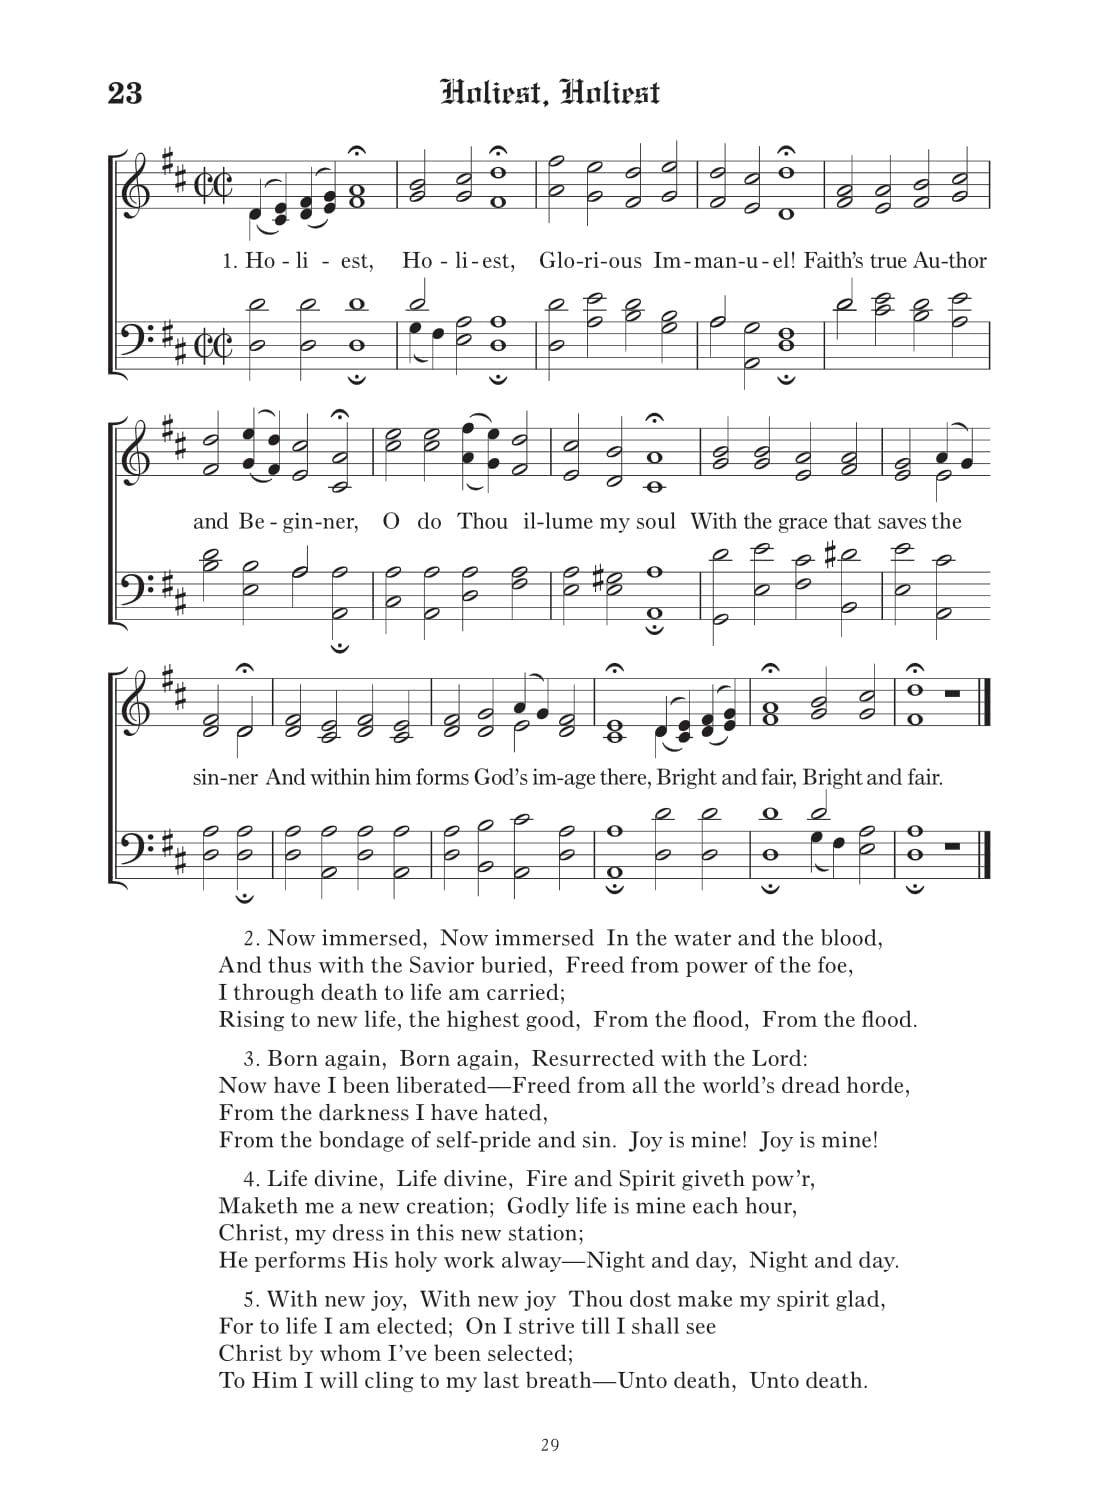 23 Holiest, Holiest
1. Ho - li - est, Ho - li - est, Glo-ri-ous Im-man-u-el! Faith's true Au-thor
and Be - gin-ner, O do Thou il-lume my soul With the grace that saves the
sin-ner And within him forms God's im-age there, Bright and fair, Bright and fair.
2. Now immersed, Now immersed In the water and the blood,
And thus with the Savior buried, Freed from power of the foe,
I through death to life am carried;
Rising to new life, the highest good, From the flood, From the flood.
3. Born again, Born again, Resurrected with the Lord:
Now have I been liberated—Freed from all the world's dread horde,
From the darkness I have hated,
From the bondage of self-pride and sin. Joy is mine! Joy is mine!
4. Life divine, Life divine, Fire and Spirit giveth pow'r,
Maketh me a new creation; Godly life is mine each hour,
Christ, my dress in this new station;
He performs His holy work alway—Night and day, Night and day.
5. With new joy, With new joy Thou dost make my spirit glad,
For to life I am elected; On I strive till I shall see
Christ by whom I've been selected;
To Him I will cling to my last breath—Unto death, Unto death.
29